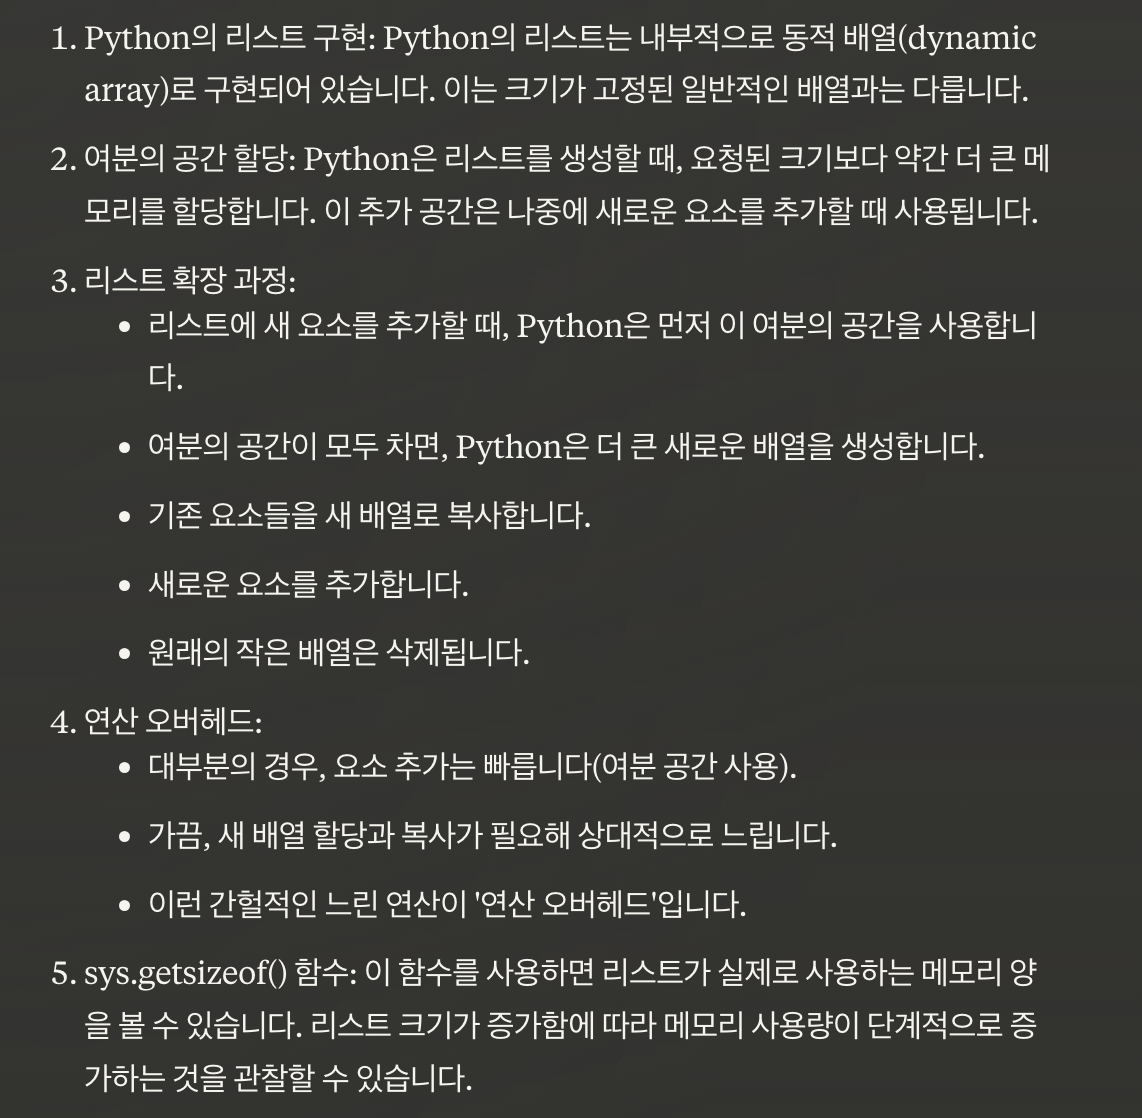 1. Python의 리스트 구현: Python의 리스트는 내부적으로 동적 배열(dynamic
array)로 구현되어 있습니다. 이는 크기가 고정된 일반적인 배열과는 다릅니다.
2. 여분의 공간 할당: Python은 리스트를 생성할 때, 요청된 크기보다 약간 더 큰 메
모리를 할당합니다. 이 추가 공간은 나중에 새로운 요소를 추가할 때 사용됩니다.
3. 리스트 확장 과정:
• 리스트에 새 요소를 추가할 때, Python은 먼저 이 여분의 공간을 사용합니
다.
• 여분의 공간이 모두 차면, Python은 더 큰 새로운 배열을 생성합니다.
• 기존 요소들을 새 배열로 복사합니다.
• 새로운 요소를 추가합니다.
• 원래의 작은 배열은 삭제됩니다.
4. 연산 오버헤드:
• 대부분의 경우, 요소 추가는 빠릅니다(여분 공간 사용).
• 가끔, 새 배열 할당과 복사가 필요해 상대적으로 느립니다.
• 이런 간헐적인 느린 연산이 '연산 오버헤드'입니다.
5. sys.getsizeof() 함수: 이 함수를 사용하면 리스트가 실제로 사용하는 메모리 양
을 볼 수 있습니다. 리스트 크기가 증가함에 따라 메모리 사용량이 단계적으로 증
가하는 것을 관찰할 수 있습니다.